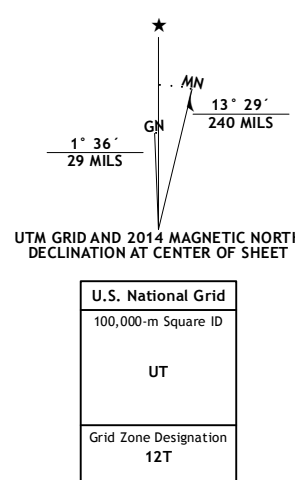 ★
MN
GN
13° 29´
240 MILS
1° 36´
29 MILS
UTM GRID AND 2014 MAGNETIC NORTH
DECLINATION AT CENTER OF SHEET
U.S. National Grid
100,000-m Square ID
UT
Grid Zone Designation
12T